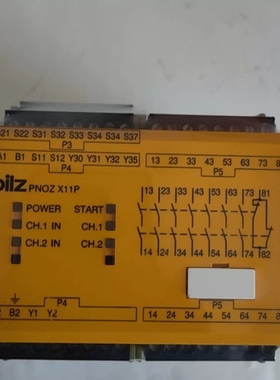 S21 S22 S31 S32 S33 S34 S34 S37
P3
A1 B1 S11 S12 Y30 Y31 Y32 Y35
P4
13 23 33 43 53 63 73 8
P5
pilz PNOZ X11P
POWER START
CH.1 IN CH.1
CH.2 IN CH.2
13 23 33 43 53 63 73 81
14 24 34 44 54 64 74 82
P4
B2 Y1 Y2
P5
14 24 34 44 54 64 74 8